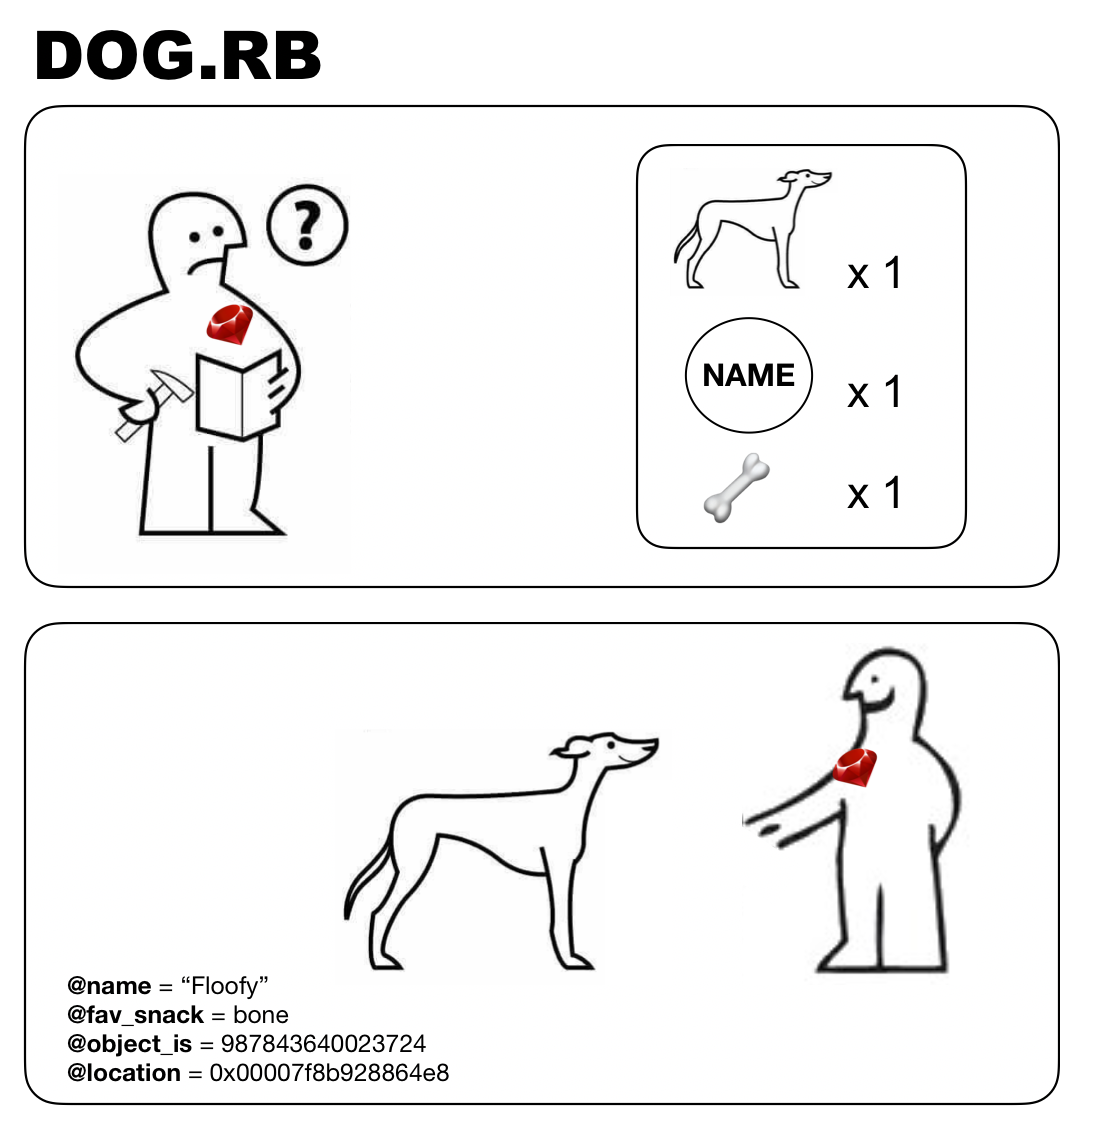 DOG.RB
?
x 1
NAME
x 1
x 1
@name = “Floofy”
@fav_snack = bone
@object_is = 987843640023724
@location = 0x00007f8b928864e8